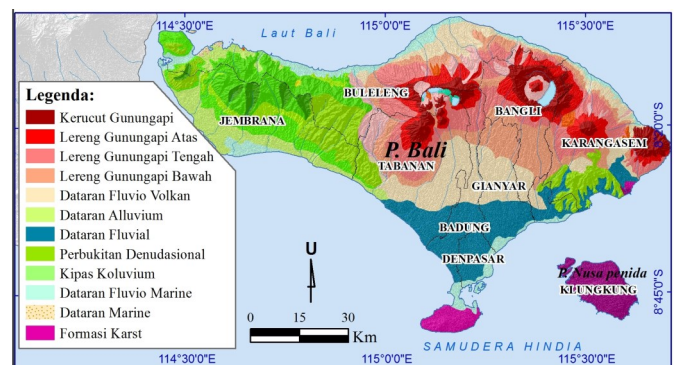 114°30'0"E
115°0'0"E
115°30'0"E
Laut Bali
Legenda:
Kerucut Gunungapi
Lereng Gunungapi Atas
Lereng Gunungapi Tengah
Lereng Gunungapi Bawah
Dataran Fluvio Volkan
Dataran Alluvium
Dataran Fluvial
Perbukitan Denudasional
Kipas Koluvium
Dataran Fluvio Marine
Dataran Marine
Formasi Karst
BULELENG
BANGLI
JEMBRANA
KARANGASEM
P. Bali
TABANAN
GIANYAR
BADUNG
DENPASAR
P. Nusa penida
KLUNGKUNG
U
0 15 30
Km
0'0"S
8°45'0"S
SAMUDERA HINDIA
114°30'0"E
115°0'0"E
115°30'0"E